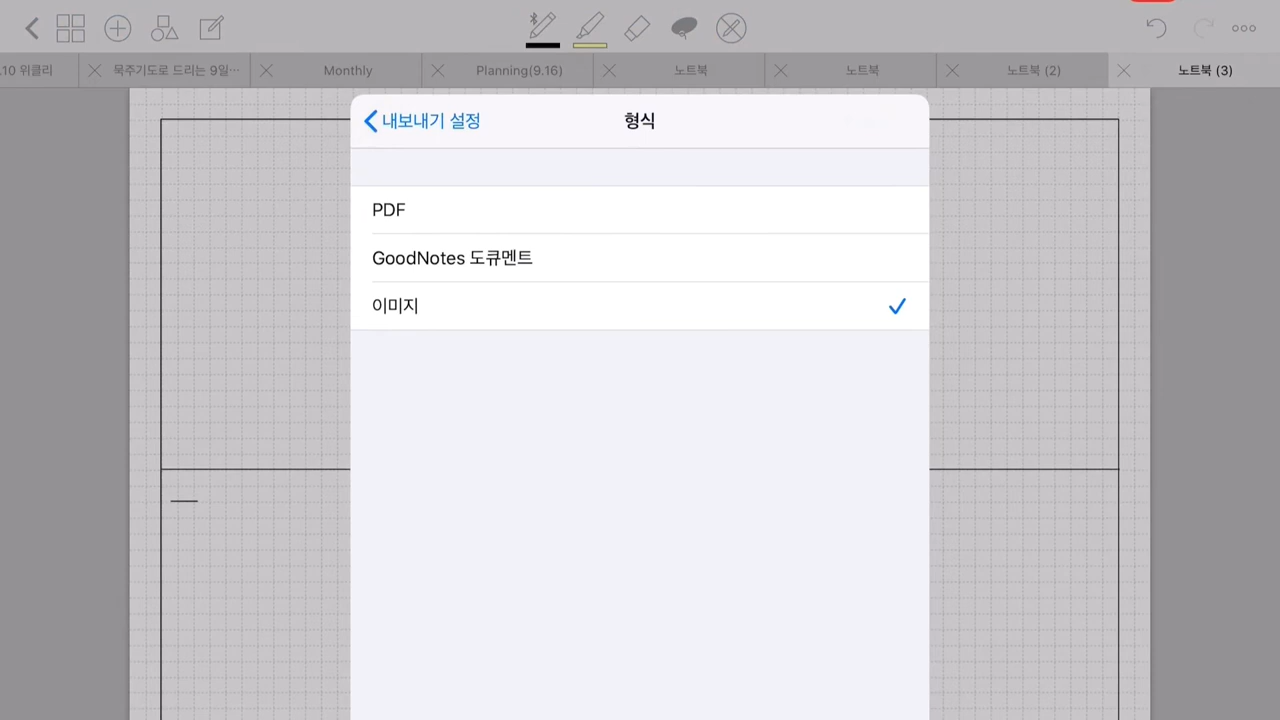 .10 위클리
묵주기도로 드리는 9일…
Monthly
Planning(9.16)
노트북
노트북
노트북 (2)
노트북 (3)
내보내기 설정
형식
PDF
GoodNotes 도큐멘트
이미지